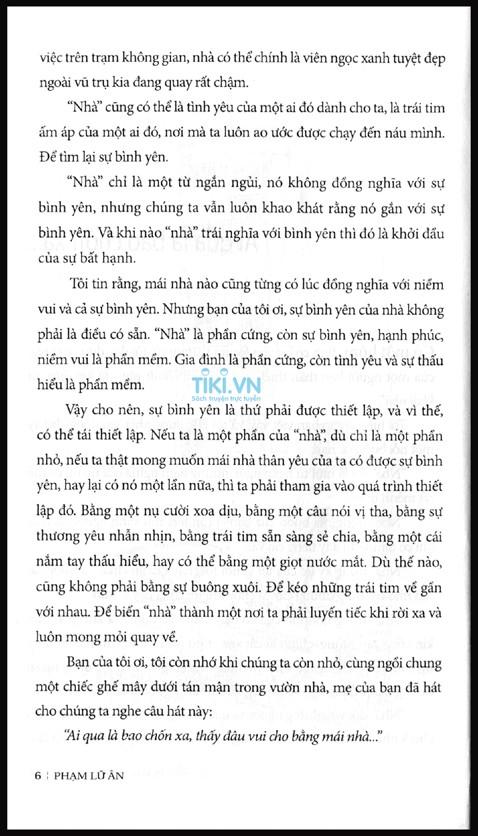 việc trên trạm không gian, nhà có thể chính là viên ngọc xanh tuyệt đẹp
ngoài vũ trụ kia đang quay rất chậm.
“Nhà” cũng có thể là tình yêu của một ai đó dành cho ta, là trái tim
ấm áp của một ai đó, nơi mà ta luôn ao ước được chạy đến náu mình.
Để tìm lại sự bình yên.
“Nhà” chỉ là một từ ngắn ngủi, nó không đồng nghĩa với sự
bình yên, nhưng chúng ta vẫn luôn khao khát rằng nó gắn với sự
bình yên. Và khi nào “nhà” trái nghĩa với bình yên thì đó là khởi đầu
của sự bất hạnh.
Tôi tin rằng, mái nhà nào cũng từng có lúc đồng nghĩa với niềm
vui và cả sự bình yên. Nhưng bạn của tôi ơi, sự bình yên của nhà không
phải là điều có sẵn. “Nhà” là phần cứng, còn sự bình yên, hạnh phúc,
niềm vui là phần mềm. Gia đình là phần cứng, còn tình yêu và sự thấu
hiểu là phần mềm.
TIKI.VN
Sách truyện trực tuyến
Vậy cho nên, sự bình yên là thứ phải được thiết lập, và vì thế,
có thể tái thiết lập. Nếu ta là một phần của “nhà”, dù chỉ là một phần
nhỏ, nếu ta thật mong muốn mái nhà thân yêu của ta có được sự bình
yên, hay lại có nó một lần nữa, thì ta phải tham gia vào quá trình thiết
lập đó. Bằng một nụ cười xoa dịu, bằng một câu nói vị tha, bằng sự
thương yêu nhẫn nhịn, bằng trái tim sẵn sàng sẻ chia, bằng một cái
nắm tay thấu hiểu, hay có thể bằng một giọt nước mắt. Dù thế nào,
cũng không phải bằng sự buông xuôi. Để kéo những trái tim về gần
với nhau. Để biến “nhà” thành một nơi ta phải luyến tiếc khi rời xa và
luôn mong mỏi quay về.
Bạn của tôi ơi, tôi còn nhớ khi chúng ta còn nhỏ, cùng ngồi chung
một chiếc ghế mây dưới tán mận trong vườn nhà, mẹ của bạn đã hát
cho chúng ta nghe câu hát này:
“Ai qua là bao chốn xa, thấy đâu vui cho bằng mái nhà...”
6 | PHẠM LỮ ÂN